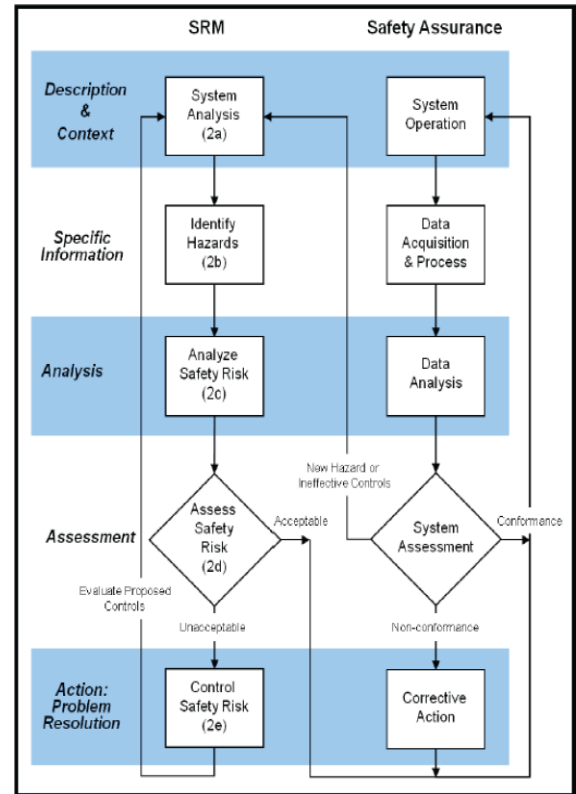 SRM
Safety Assurance
Description
&
Context
System
Analysis
(2a)
System
Operation
Specific
Information
Identify
Hazards
(2b)
Data
Acquisition
& Process
Analysis
Analyze
Safety Risk
(2c)
Data
Analysis
New Hazard or
Ineffective Controls
Assessment
Assess
Safety
Risk
(2d)
Acceptable
System
Assessment
Conformance
Evaluate Proposed
Controls
Unacceptable
Non-conformance
Action:
Problem
Resolution
Control
Safety Risk
(2e)
Corrective
Action